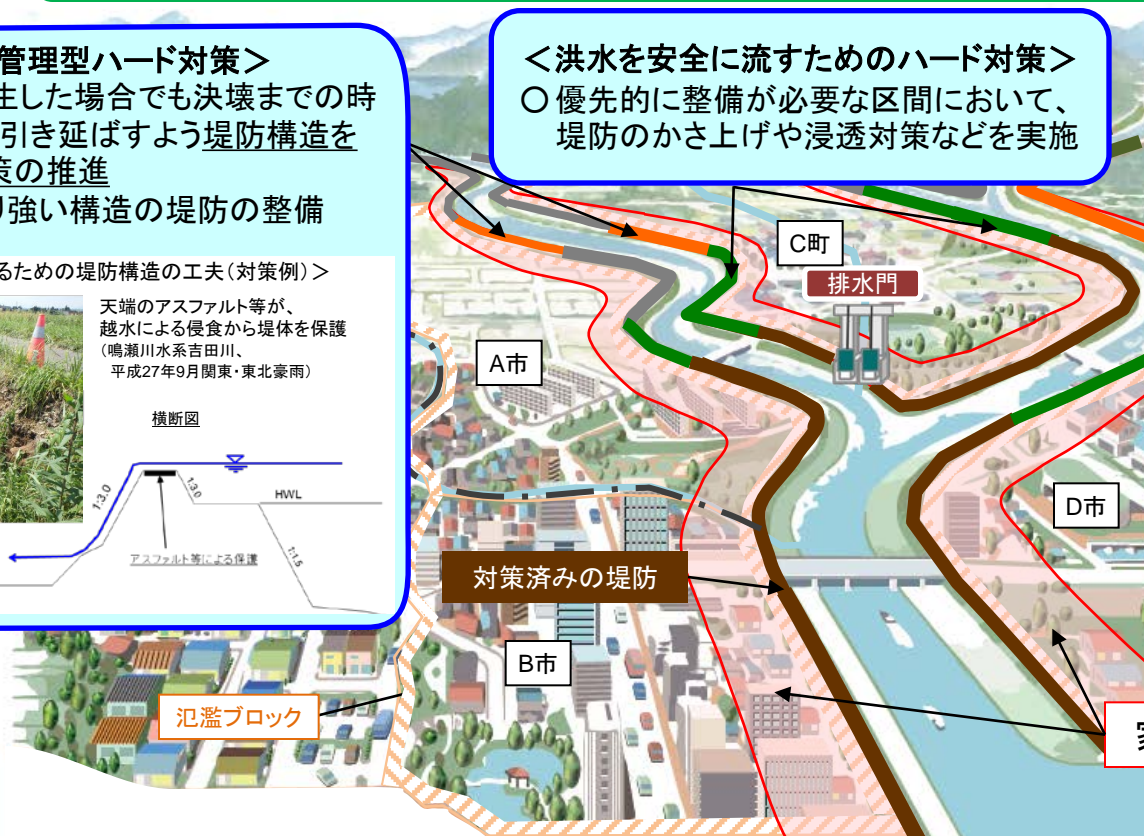 管理型ハード対策＞
生した場合でも決壊までの時
引き延ばすよう堤防構造を
策の推進
り強い構造の堤防の整備
るための堤防構造の工夫(対策例)＞
天端のアスファルト等が、
越水による侵食から堤体を保護
(鳴瀬川水系吉田川、
平成27年9月関東・東北豪雨)
横断図
1:3.0
1:3.0
HWL
1:1.5
アスファルト等による保護
＜洪水を安全に流すためのハード対策＞
○優先的に整備が必要な区間において、
堤防のかさ上げや浸透対策などを実施
C町
排水門
A市
D市
対策済みの堤防
B市
氾濫ブロック